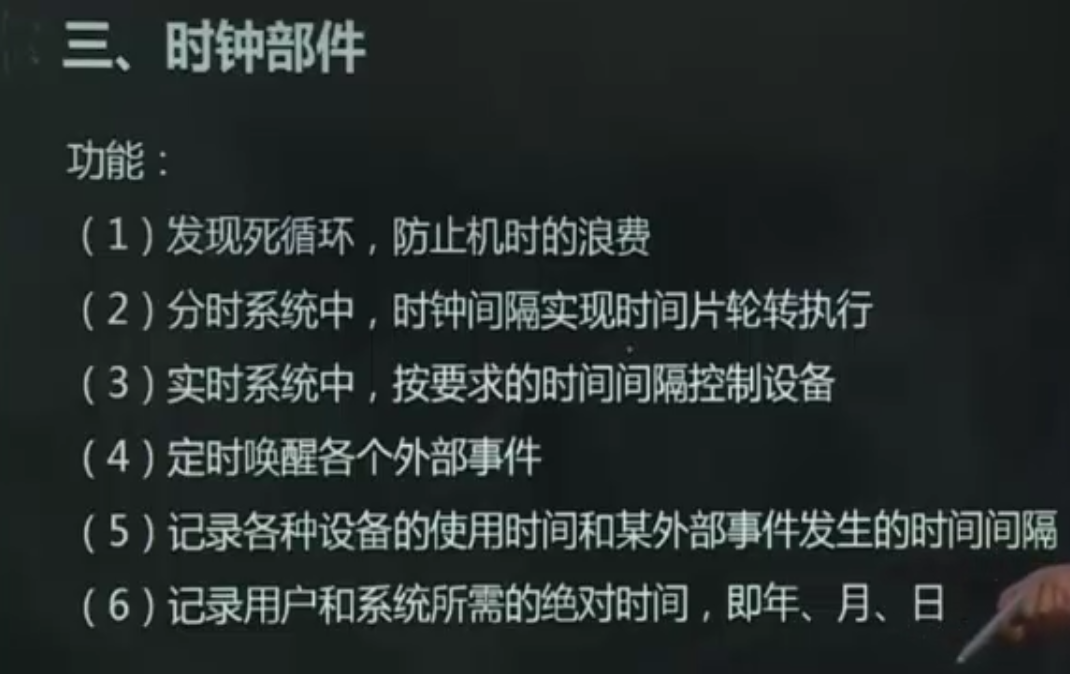 三、时钟部件
功能：
（1）发现死循环，防止机时的浪费
（2）分时系统中，时钟间隔实现时间片轮转执行
（3）实时系统中，按要求的时间间隔控制设备
（4）定时唤醒各个外部事件
（5）记录各种设备的使用时间和某外部事件发生的时间间隔
（6）记录用户和系统所需的绝对时间，即年、月、日